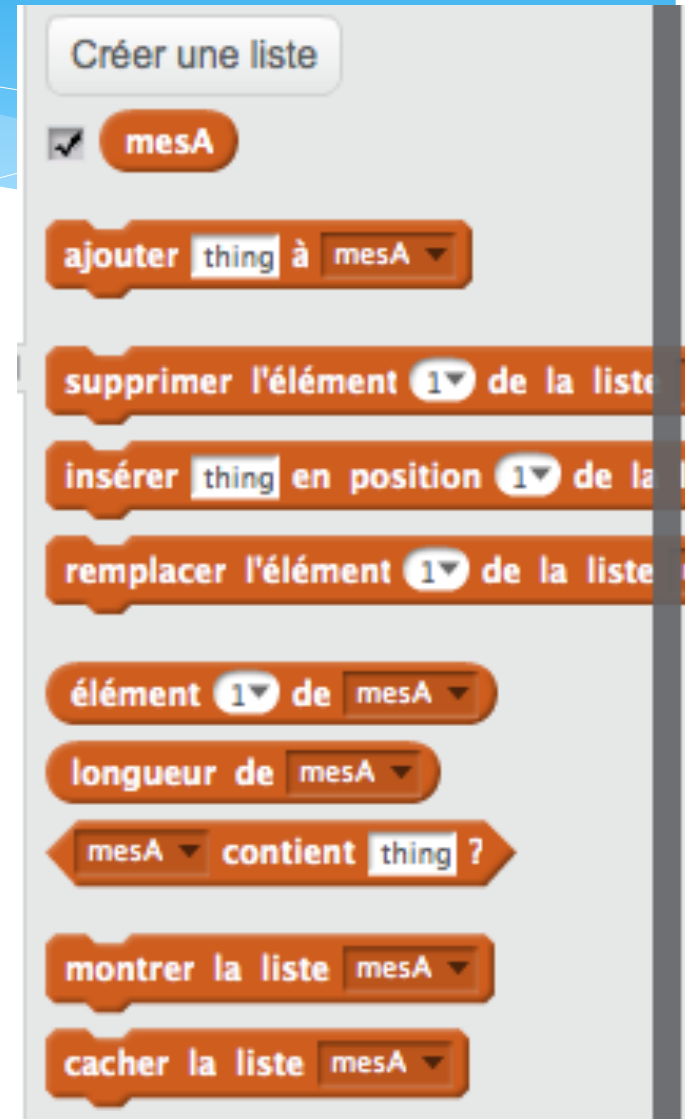 Créer une liste
mesA
ajouter thing à mesA
supprimer l'élément 1 de la liste
insérer thing en position 1 de la
remplacer l'élément 1 de la liste
élément 1 de mesA
longueur de mesA
mesA contient thing ?
montrer la liste mesA
cacher la liste mesA